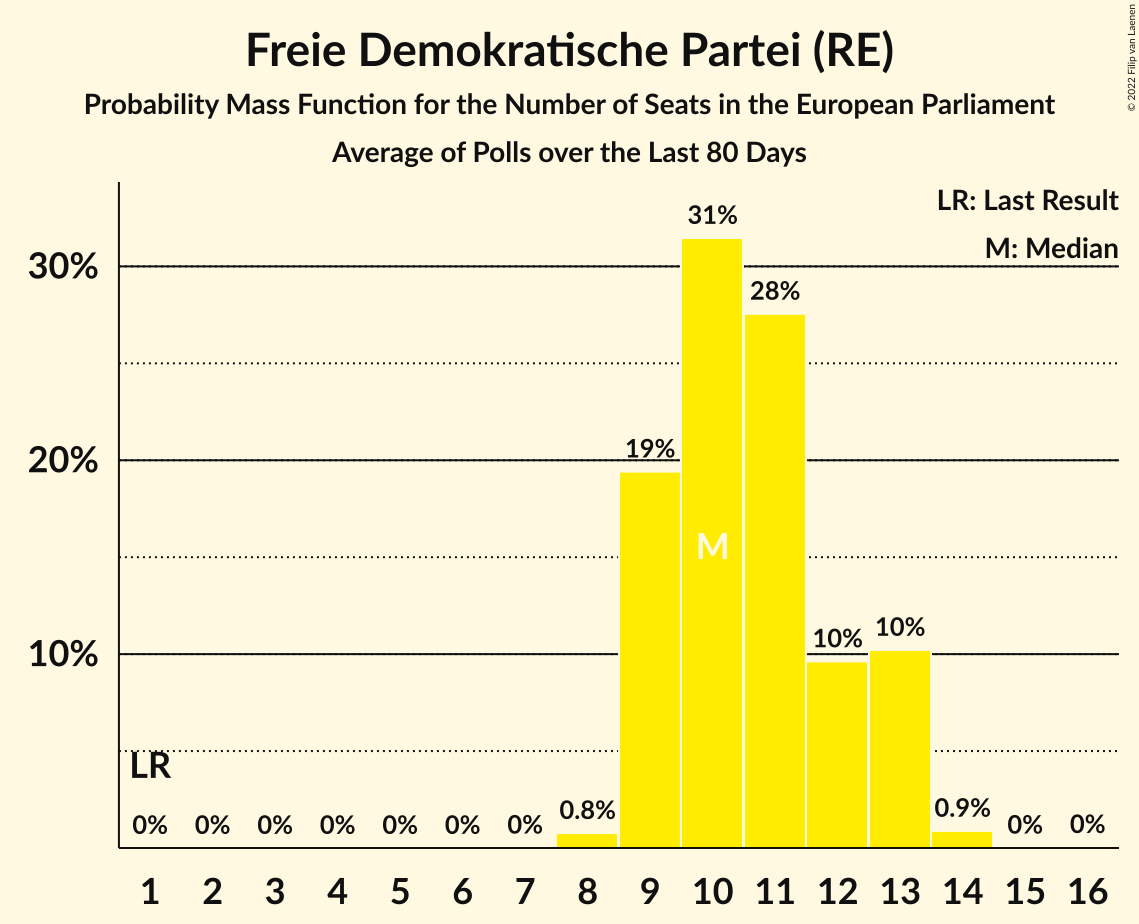 Freie Demokratische Partei (RE)
Probability Mass Function for the Number of Seats in the European Parliament
Average of Polls over the Last 80 Days
© 2022 Filip van Laenen
LR: Last Result
M: Median
30%
20%
10%
31%
28%
19%
M
10%
10%
LR
0% 0% 0% 0% 0% 0% 0% 0.8% 0.9% 0% 0%
1 2 3 4 5 6 7 8 9 10 11 12 13 14 15 16